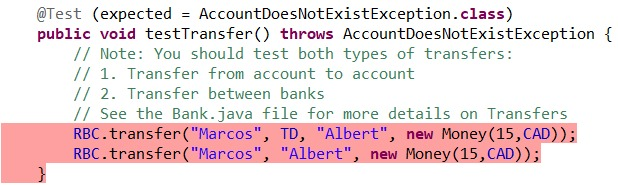 @Test (expected = AccountDoesNotExistException.class)
public void testTransfer() throws AccountDoesNotExistException {
// Note: You should test both types of transfers:
// 1. Transfer from account to account
// 2. Transfer between banks
// See the Bank.java file for more details on Transfers
RBC.transfer("Marcos", TD, "Albert", new Money(15,CAD));
RBC.transfer("Marcos", "Albert", new Money(15,CAD));
}